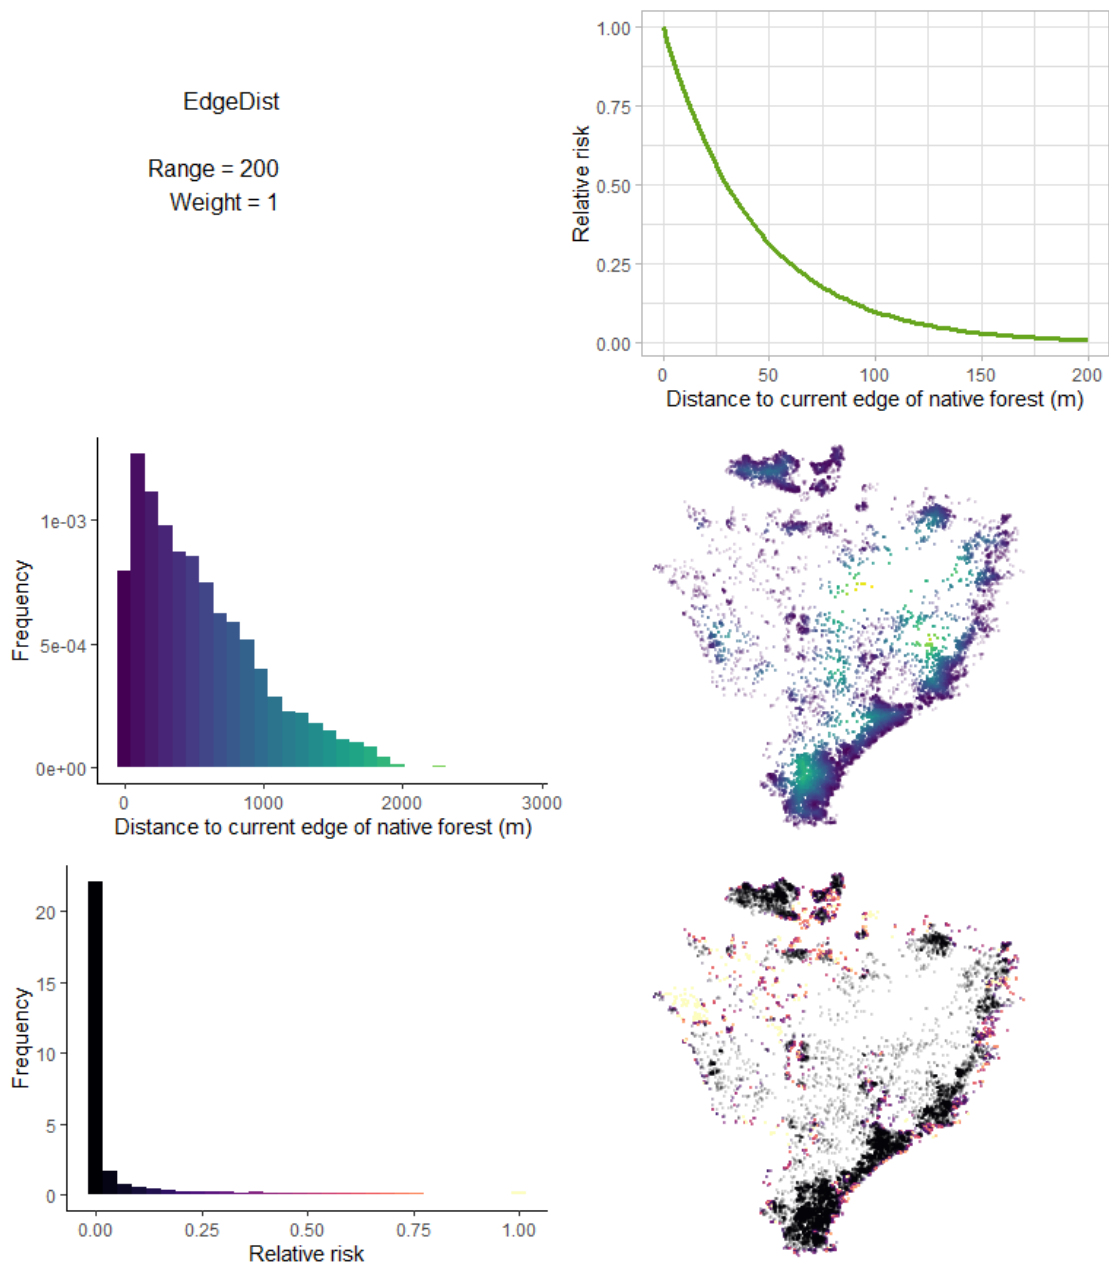 EdgeDist
Range = 200
Weight = 1
1.00
0.75
0.50
0.25
0.00
Relative risk
0 50 100 150 200
Distance to current edge of native forest (m)
1e-03
5e-04
0e+00
Frequency
0 1000 2000 3000
Distance to current edge of native forest (m)
20
15
10
5
0
Frequency
0.00 0.25 0.50 0.75 1.00
Relative risk